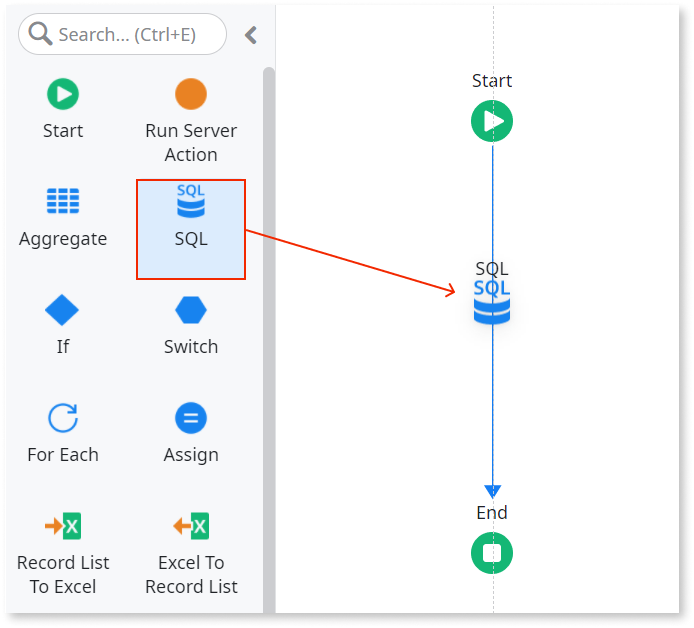 Search... (Ctrl+E)
Start
Run Server
Action
Aggregate
SQL
SQL
If
Switch
For Each
Assign
Record List
To Excel
X
Excel To
Record List
X
Start
SQL
SQL
End